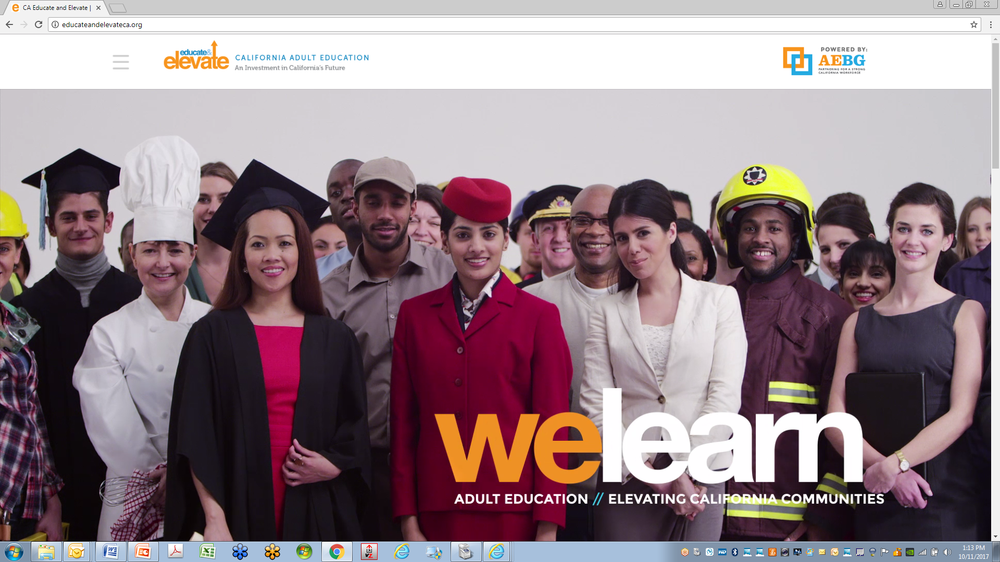 CA Educate and Elevate |
educateandelevateca.org
educate&
elevate
CALIFORNIA ADULT EDUCATION
An Investment in California's Future
POWERED BY:
AEBG
PARTNERING FOR A STRONG
CALIFORNIA WORKFORCE
welearn
ADULT EDUCATION // ELEVATING CALIFORNIA COMMUNITIES
1:13 PM
10/11/2017